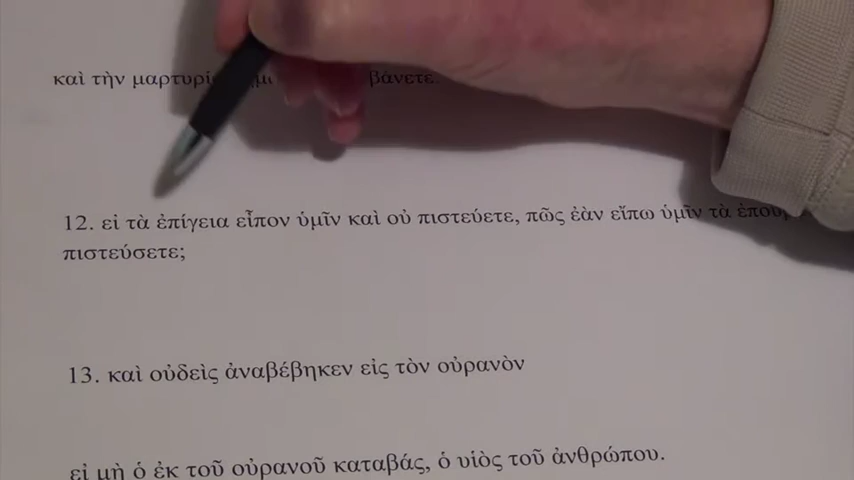 καὶ τὴν βάνετε.
12. εἰ τὰ ἐπίγεια εἶπον ὑμῖν καὶ οὐ πιστεύετε, πῶς ἐὰν εἴπω ὑμῖν τὰ
πιστεύσετε;
13. καὶ οὐδεὶς ἀναβέβηκεν εἰς τὸν οὐρανὸν
εἰ μὴ ὁ ἐκ τοῦ οὐρανοῦ καταβάς, ὁ υἱὸς τοῦ ἀνθρώπου.